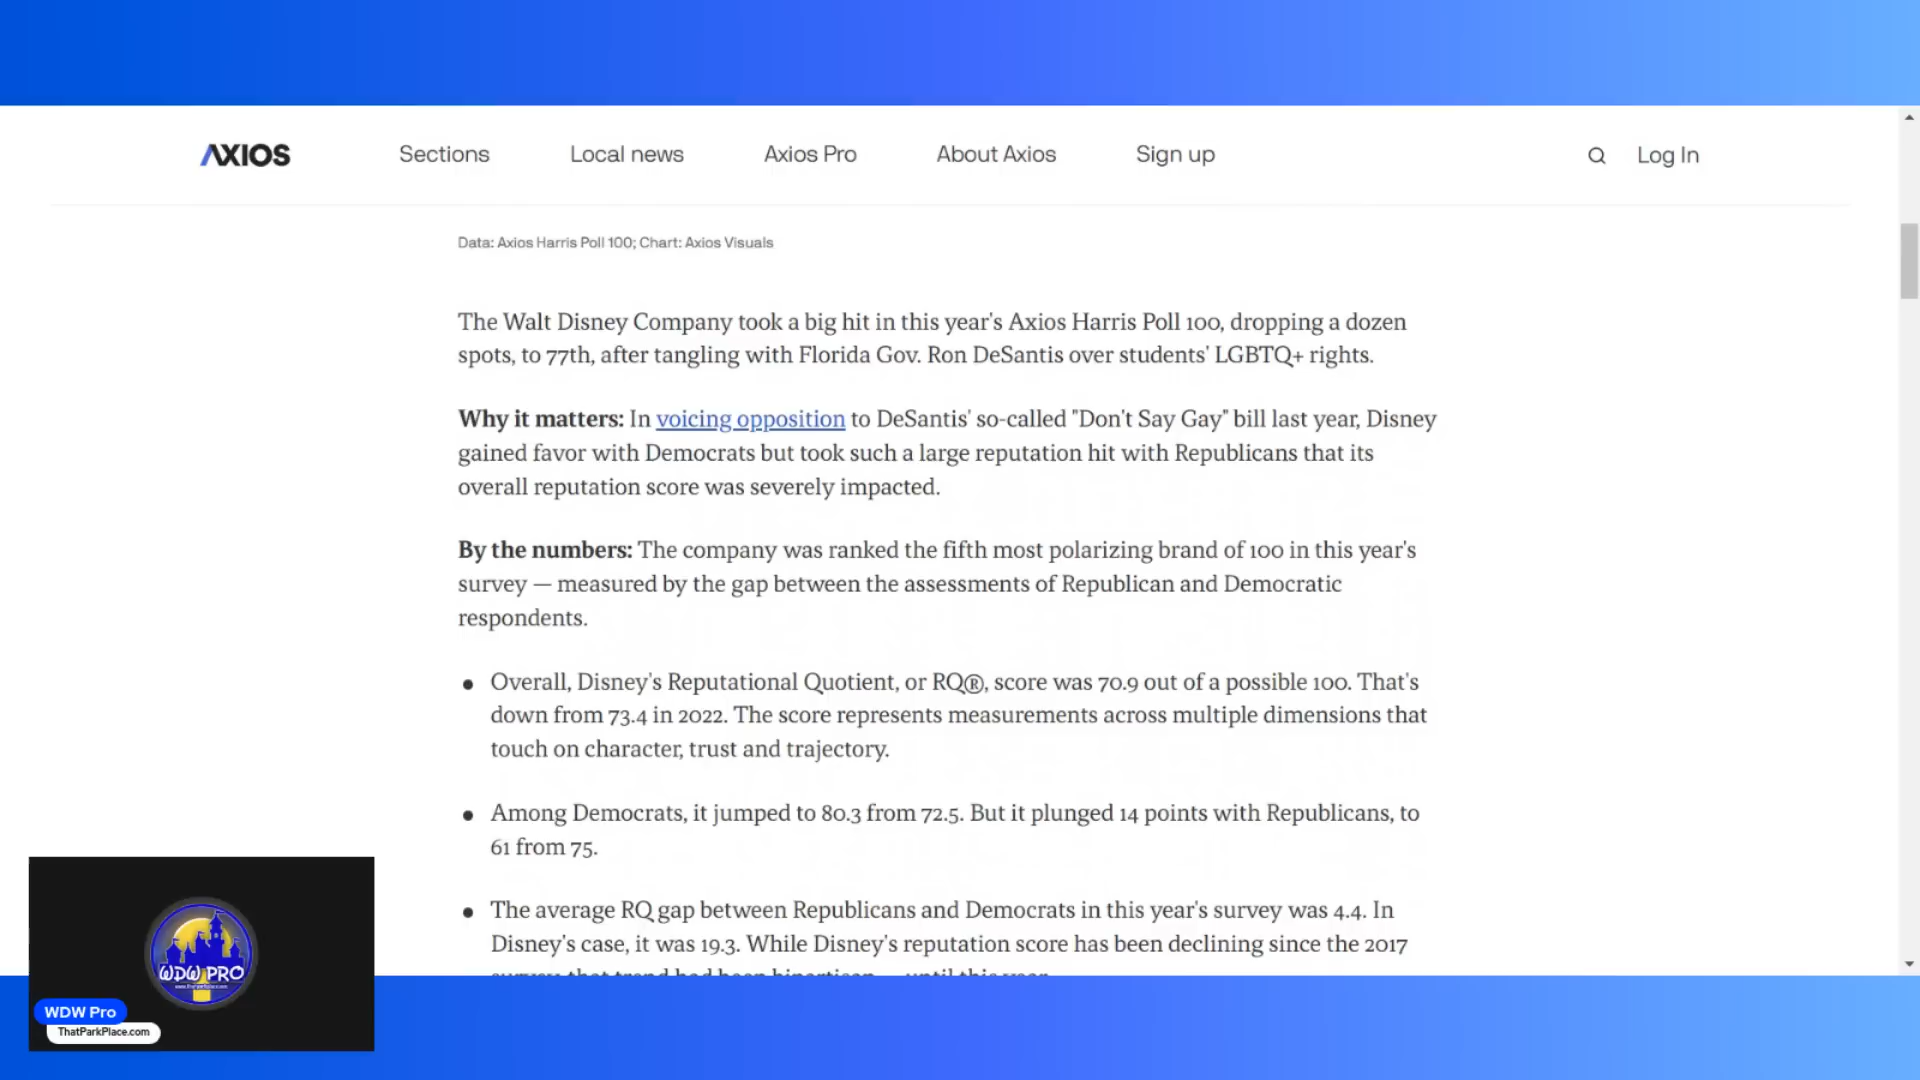 AXIOS
Sections
Local news
Axios Pro
About Axios
Sign up
Log In
Data: Axios Harris Poll 100; Chart: Axios Visuals
The Walt Disney Company took a big hit in this year's Axios Harris Poll 100, dropping a dozen
spots, to 77th, after tangling with Florida Gov. Ron DeSantis over students' LGBTQ+ rights.
Why it matters: In voicing opposition to DeSantis' so-called "Don't Say Gay" bill last year, Disney
gained favor with Democrats but took such a large reputation hit with Republicans that its
overall reputation score was severely impacted.
By the numbers: The company was ranked the fifth most polarizing brand of 100 in this year's
survey — measured by the gap between the assessments of Republican and Democratic
respondents.
• Overall, Disney's Reputational Quotient, or RQ®, score was 70.9 out of a possible 100. That's
down from 73.4 in 2022. The score represents measurements across multiple dimensions that
touch on character, trust and trajectory.
• Among Democrats, it jumped to 80.3 from 72.5. But it plunged 14 points with Republicans, to
61 from 75.
• The average RQ gap between Republicans and Democrats in this year's survey was 4.4. In
Disney's case, it was 19.3. While Disney's reputation score has been declining since the 2017
survey, that trend had been bipartisan — until this year.
WDW PRO
WDW Pro
ThatParkPlace.com